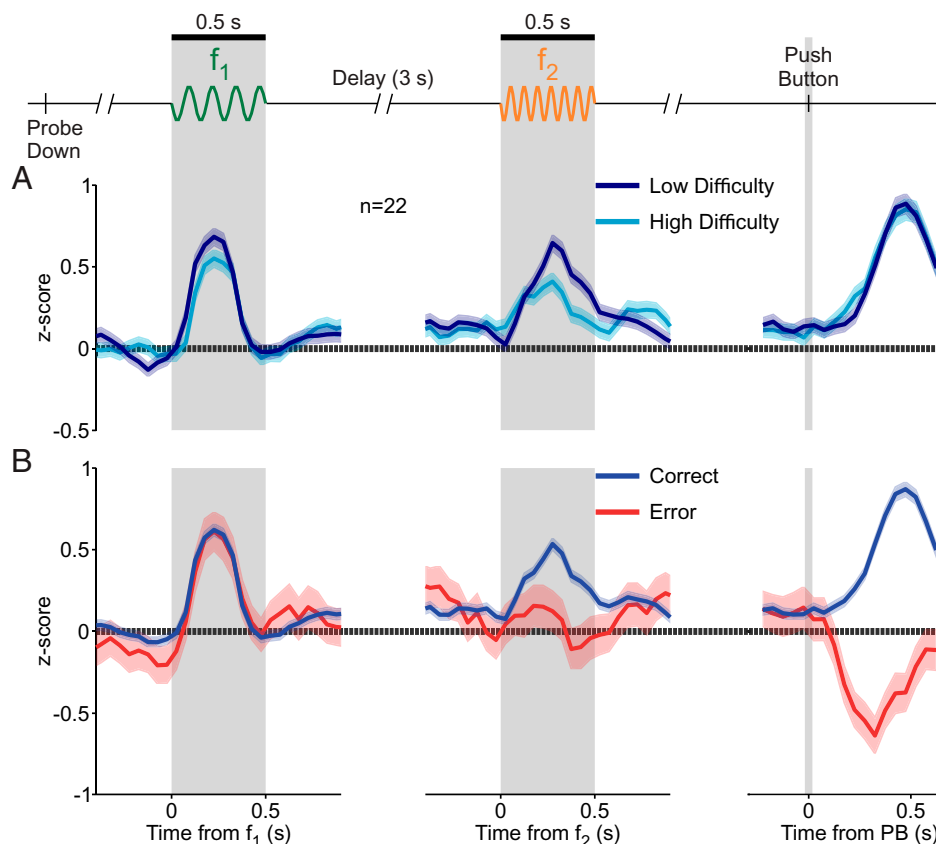 0.5 s
0.5 s
f1
f2
Delay (3 s)
Push
Button
Probe
Down
A
1
0.5
0
-0.5
z-score
n=22
Low Difficulty
High Difficulty
B
1
0.5
0
-0.5
-1
z-score
Correct
Error
0
0.5
0
0.5
0
0.5
Time from f1 (s)
Time from f2 (s)
Time from PB (s)